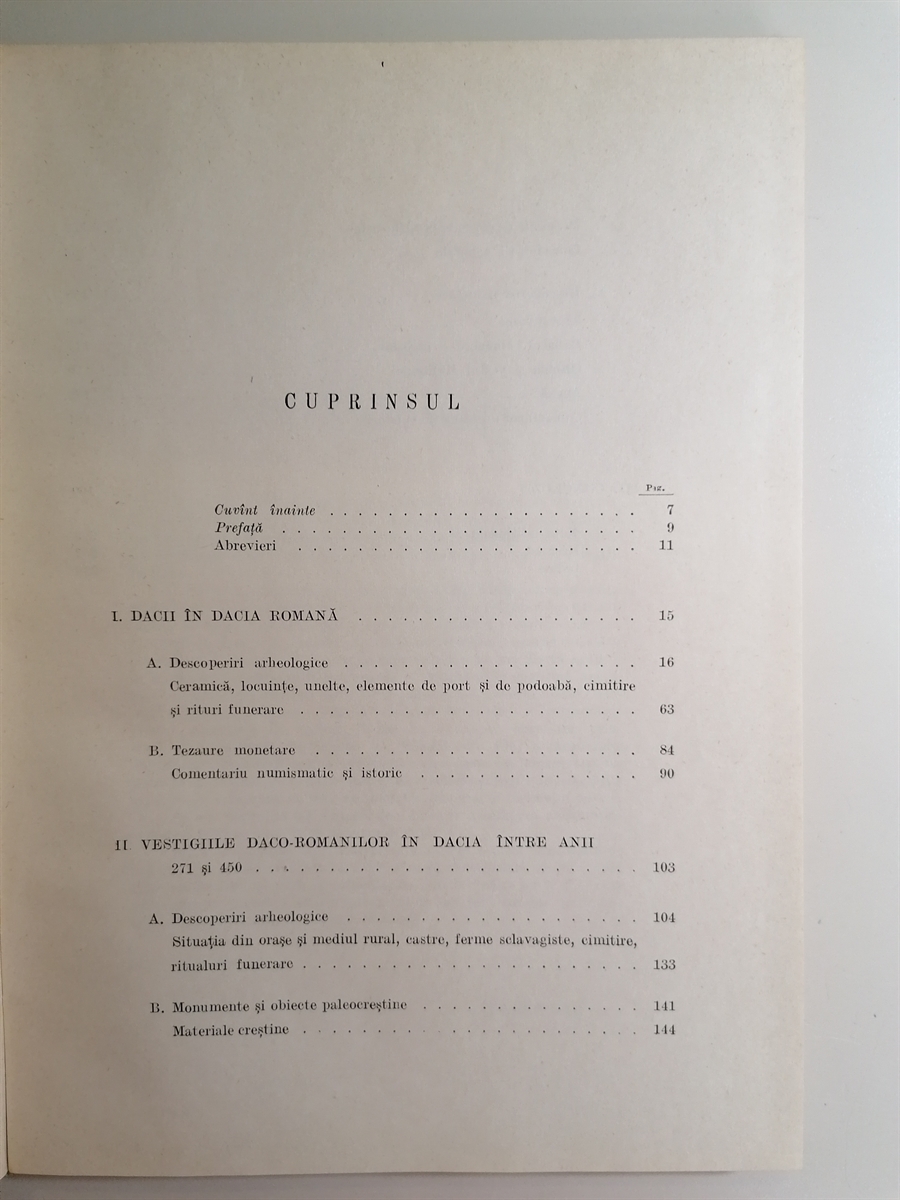 CUPRINSUL
Pag.
Cuvînt înainte . . . . . . . . . . . . . . . . . . . . . 7
Prefață . . . . . . . . . . . . . . . . . . . . . . . . 9
Abrevieri . . . . . . . . . . . . . . . . . . . . . . . 11
I. DACII ÎN DACIA ROMANĂ . . . . . . . . . . . . . . . . . . . 15
A. Descoperiri arheologice . . . . . . . . . . . . . . . . . . . . 16
Ceramică, locuințe, unelte, elemente de port și de podoabă, cimitire
și rituri funerare . . . . . . . . . . . . . . . . . . . . . . . 63
B. Tezaure monetare . . . . . . . . . . . . . . . . . . . . . . 84
Comentariu numismatic și istoric . . . . . . . . . . . . . . . 90
II. VESTIGIILE DACO-ROMANILOR ÎN DACIA ÎNTRE ANII
271 și 450 . . . . . . . . . . . . . . . . . . . . . . . . . . 103
A. Descoperiri arheologice . . . . . . . . . . . . . . . . . . . . 104
Situația din orașe și mediul rural, castre, ferme sclavagiste, cimitire,
ritualuri funerare . . . . . . . . . . . . . . . . . . . . . . . 133
B. Monumente și obiecte paleocreștine . . . . . . . . . . . . . . . 141
Materiale creștine . . . . . . . . . . . . . . . . . . . . . . . 144